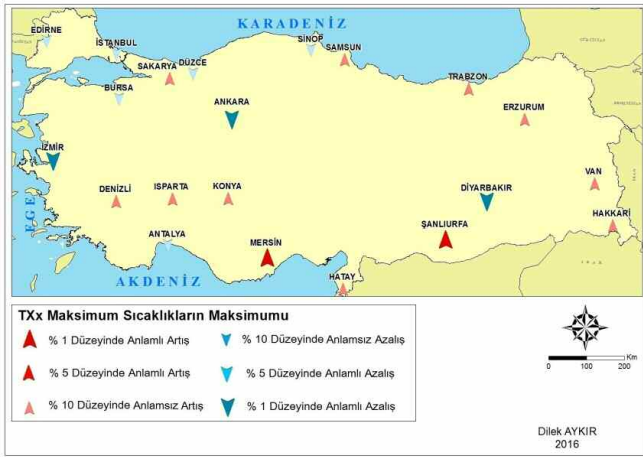 KARADENİZ
EDİRNE
İSTANBUL
SİNOP
SAMSUN
SAKARYA
DÜZCE
TRABZON
BURSA
ANKARA
ERZURUM
İZMİR
VAN
DENİZLİ
ISPARTA
KONYA
DİYARBAKIR
EGE
HAKKARİ
ŞANLIURFA
ANTALYA
MERSİN
AKDENİZ
HATAY
TXx Maksimum Sıcaklıkların Maksimumu
% 1 Düzeyinde Anlamlı Artış
% 10 Düzeyinde Anlamsız Azalış
% 5 Düzeyinde Anlamlı Artış
% 5 Düzeyinde Anlamlı Azalış
% 10 Düzeyinde Anlamsız Artış
% 1 Düzeyinde Anlamlı Azalış
Km
0 100 200
Dilek AYKIR
2016